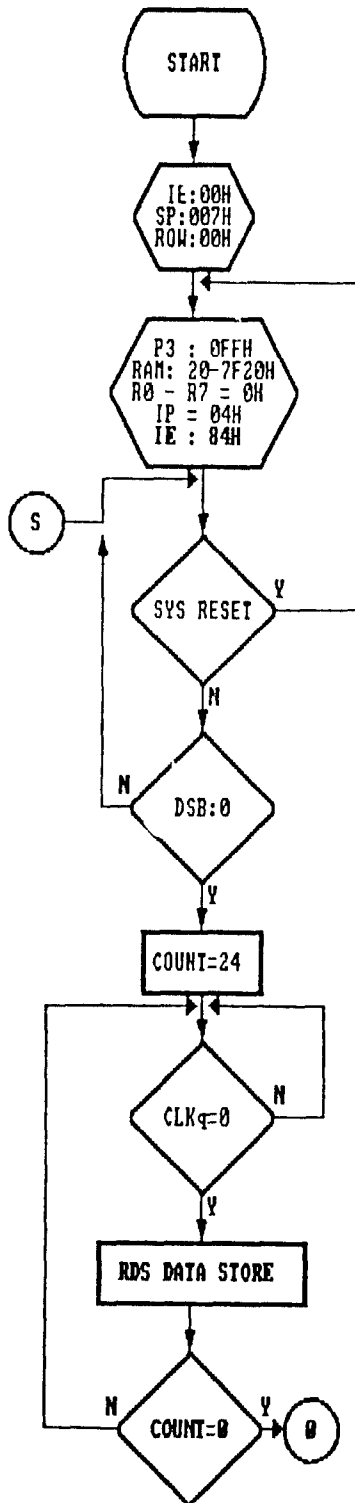 START
IE:00H
SP:007H
ROW:00H
P3 : 0FFH
RAM: 20-7F20H
R0 - R7 = 0H
IP = 04H
IE : 84H
S
SYS RESET
Y
N
DSB:0
N
Y
COUNT=24
CLKq=0
N
Y
RDS DATA STORE
COUNT=0
N
Y
0